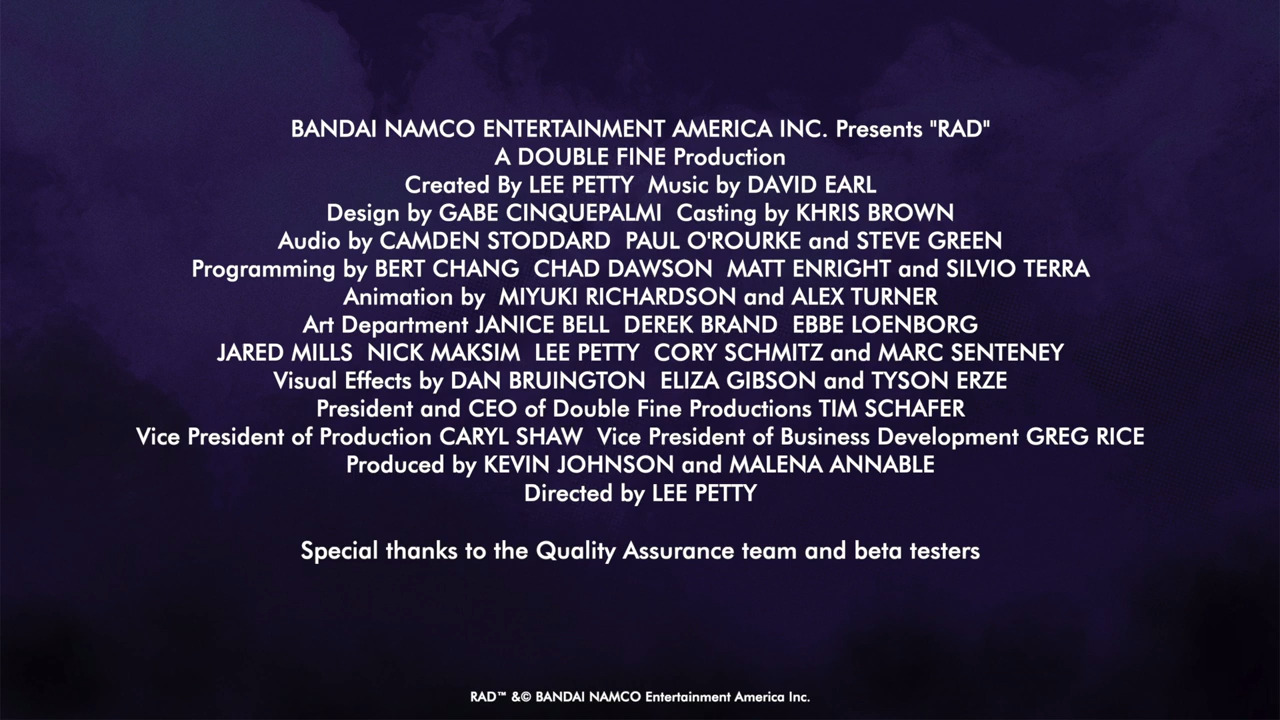 BANDAI NAMCO ENTERTAINMENT AMERICA INC. Presents "RAD"
A DOUBLE FINE Production
Created By LEE PETTY  Music by DAVID EARL
Design by GABE CINQUEPALMI  Casting by KHRIS BROWN
Audio by CAMDEN STODDARD  PAUL O'ROURKE and STEVE GREEN
Programming by BERT CHANG  CHAD DAWSON  MATT ENRIGHT and SILVIO TERRA
Animation by  MIYUKI RICHARDSON and ALEX TURNER
Art Department JANICE BELL  DEREK BRAND  EBBE LOENBORG
JARED MILLS  NICK MAKSIM  LEE PETTY  CORY SCHMITZ and MARC SENTENEY
Visual Effects by DAN BRUINGTON  ELIZA GIBSON and TYSON ERZE
President and CEO of Double Fine Productions TIM SCHAFER
Vice President of Production CARYL SHAW  Vice President of Business Development GREG RICE
Produced by KEVIN JOHNSON and MALENA ANNABLE
Directed by LEE PETTY
Special thanks to the Quality Assurance team and beta testers
RAD™ &© BANDAI NAMCO Entertainment America Inc.